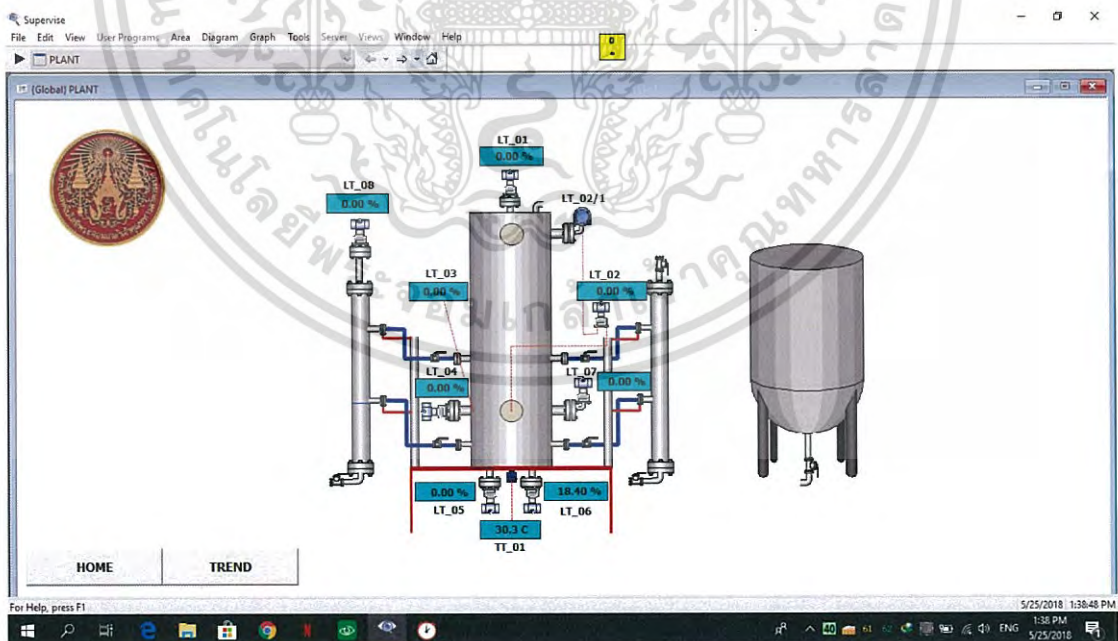 Supervise
File Edit View User Programs Area Diagram Graph Tools Server Views Window Help
PLANT
(Global) PLANT
LT_01
0.00 %
LT_08
0.00 %
LT_02/1
LT_03
0.00 %
LT_02
0.00 %
LT_04
0.00 %
LT_07
0.00 %
0.00 %
LT_05
18.40 %
LT_06
30.3 C
TT_01
HOME
TREND
For Help, press F1
5/25/2018 1:38:48 PM
40 61 62 ENG
1:38 PM
5/25/2018